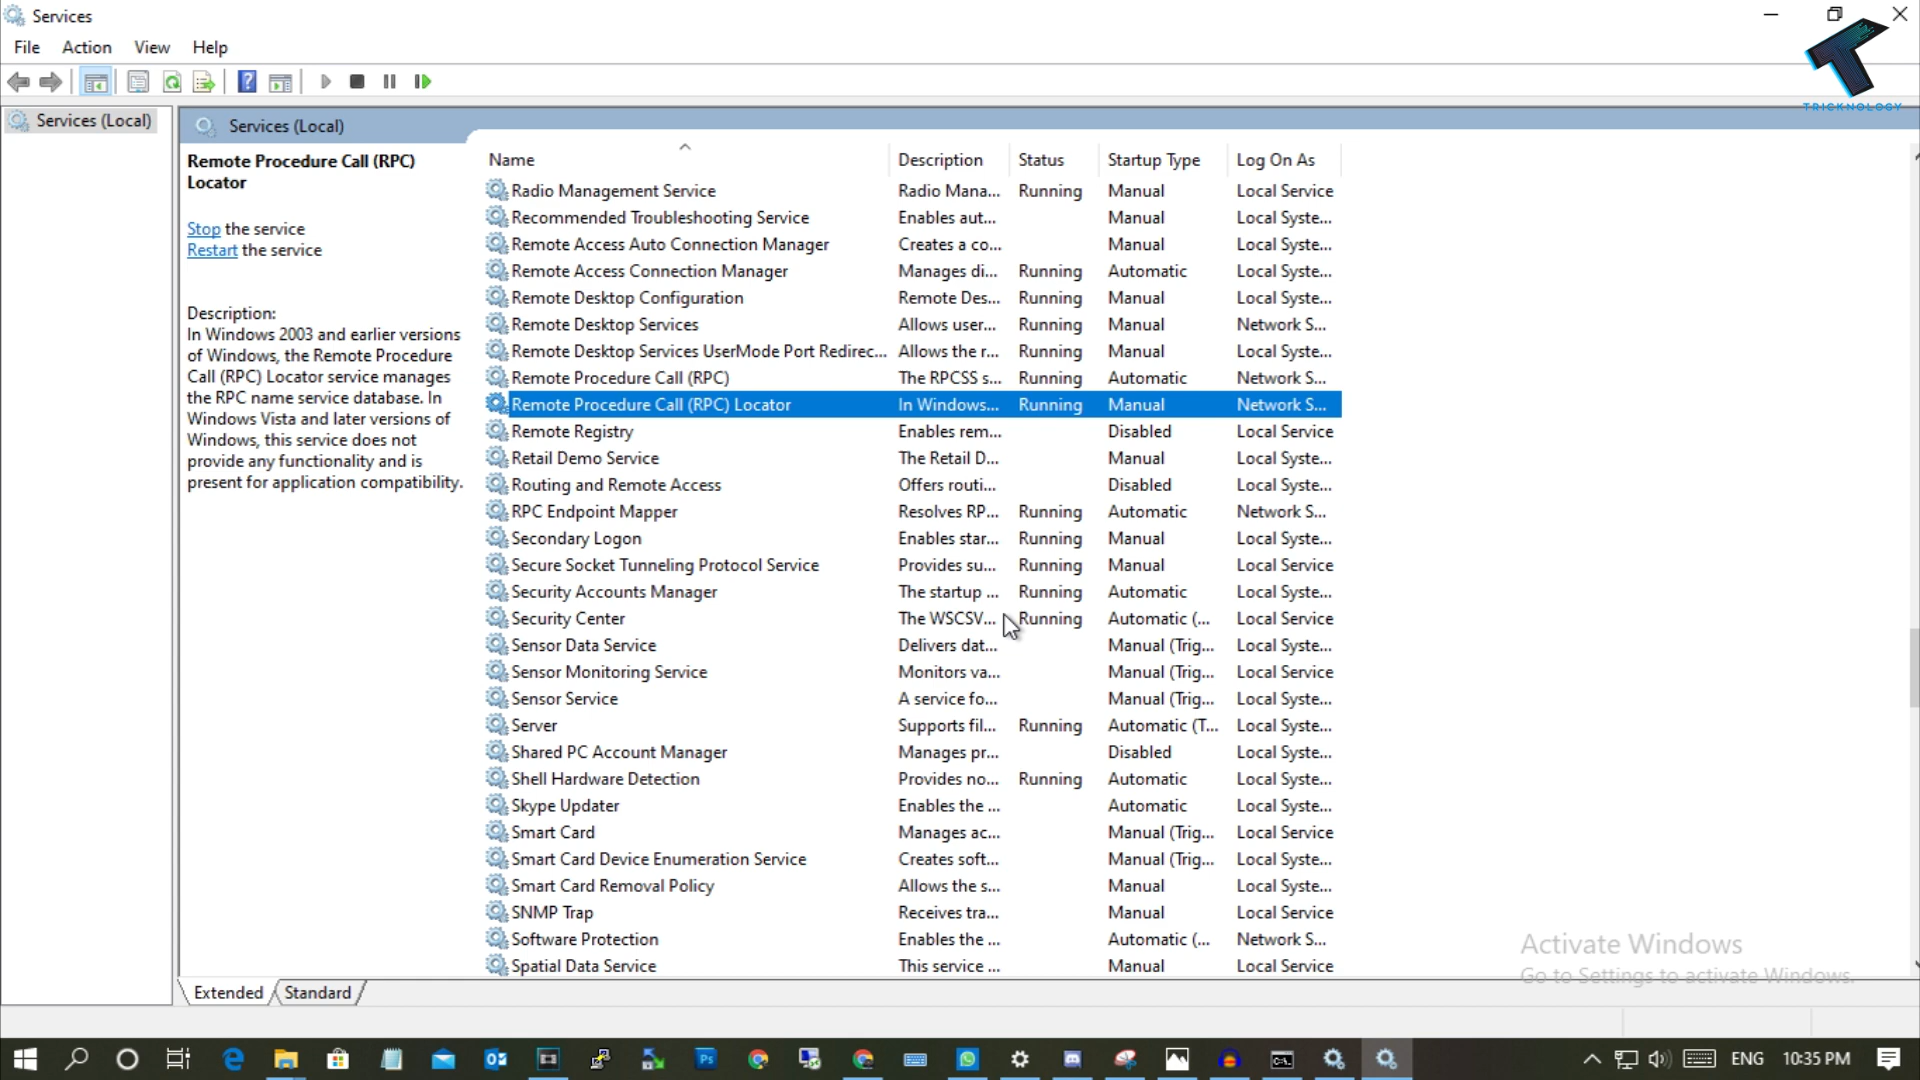 Services
File Action View Help
TRICKNOLOGY
Services (Local)
Services (Local)
Remote Procedure Call (RPC)
Locator
Stop the service
Restart the service
Description:
In Windows 2003 and earlier versions
of Windows, the Remote Procedure
Call (RPC) Locator service manages
the RPC name service database. In
Windows Vista and later versions of
Windows, this service does not
provide any functionality and is
present for application compatibility.
Name Description Status Startup Type Log On As
Radio Management Service Radio Mana... Running Manual Local Service
Recommended Troubleshooting Service Enables aut... Manual Local Syste...
Remote Access Auto Connection Manager Creates a co... Manual Local Syste...
Remote Access Connection Manager Manages di... Running Automatic Local Syste...
Remote Desktop Configuration Remote Des... Running Manual Local Syste...
Remote Desktop Services Allows user... Running Manual Network S...
Remote Desktop Services UserMode Port Redirec... Allows the r... Running Manual Local Syste...
Remote Procedure Call (RPC) The RPCSS s... Running Automatic Network S...
Remote Procedure Call (RPC) Locator In Windows... Running Manual Network S...
Remote Registry Enables rem... Disabled Local Service
Retail Demo Service The Retail D... Manual Local Syste...
Routing and Remote Access Offers routi... Disabled Local Syste...
RPC Endpoint Mapper Resolves RP... Running Automatic Network S...
Secondary Logon Enables star... Running Manual Local Syste...
Secure Socket Tunneling Protocol Service Provides su... Running Manual Local Service
Security Accounts Manager The startup ... Running Automatic Local Syste...
Security Center The WSCSV... Running Automatic (... Local Service
Sensor Data Service Delivers dat... Manual (Trig... Local Syste...
Sensor Monitoring Service Monitors va... Manual (Trig... Local Service
Sensor Service A service fo... Manual (Trig... Local Syste...
Server Supports fil... Running Automatic (T... Local Syste...
Shared PC Account Manager Manages pr... Disabled Local Syste...
Shell Hardware Detection Provides no... Running Automatic Local Syste...
Skype Updater Enables the ... Automatic Local Syste...
Smart Card Manages ac... Manual (Trig... Local Service
Smart Card Device Enumeration Service Creates soft... Manual (Trig... Local Syste...
Smart Card Removal Policy Allows the s... Manual Local Syste...
SNMP Trap Receives tra... Manual Local Service
Software Protection Enables the ... Automatic (... Network S...
Spatial Data Service This service ... Manual Local Service
Activate Windows
Go to Settings to activate Windows.
Extended Standard
ENG 10:35 PM